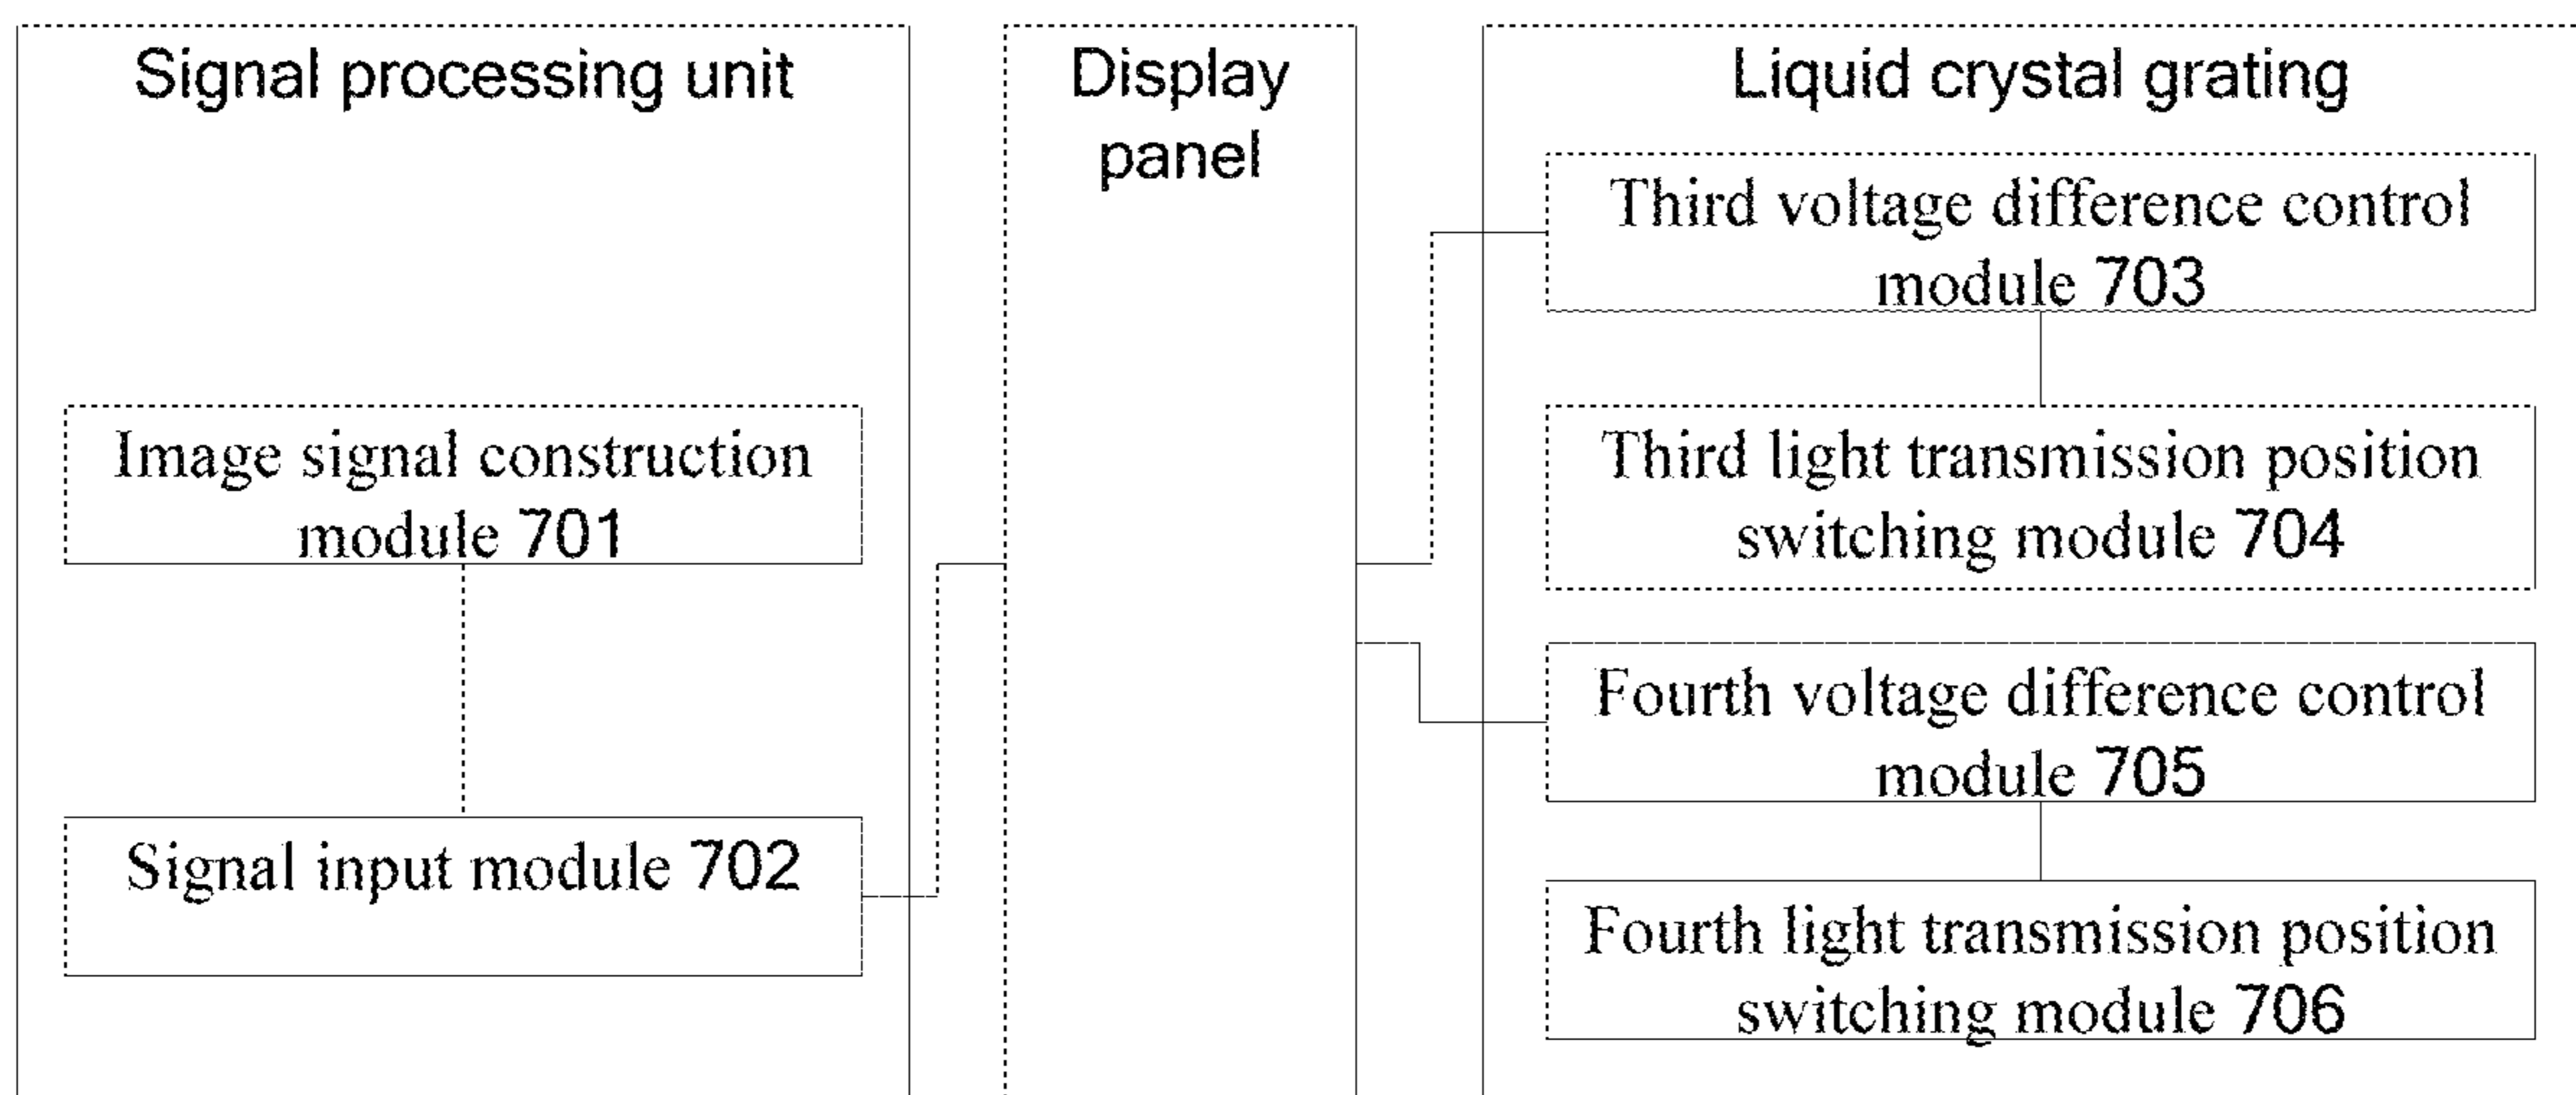 Signal processing unit
Image signal construction
module 701
Signal input module 702
Display
panel
Liquid crystal grating
Third voltage difference control
module 703
Third light transmission position
switching module 704
Fourth voltage difference control
module 705
Fourth light transmission position
switching module 706